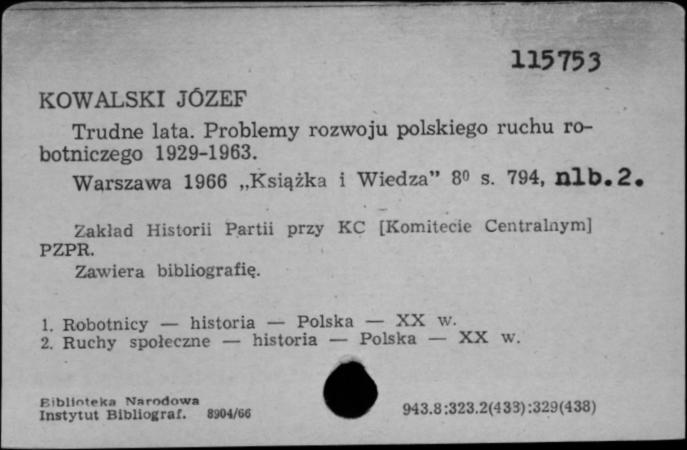 115753
KOWALSKI JÓZEF
Trudne lata. Problemy rozwoju polskiego ruchu ro-
botniczego 1929-1963.
Warszawa 1966 „Książka i Wiedza” 8⁰ s. 794, nlb.2.
Zakład Historii Partii przy KC [Komitecie Centralnym]
PZPR.
Zawiera bibliografię.
1. Robotnicy — historia — Polska — XX w.
2. Ruchy społeczne — historia — Polska — XX w.
Biblioteka Narodowa
Instytut Bibliograf. 8904/66
943.8:323.2(433):329(438)